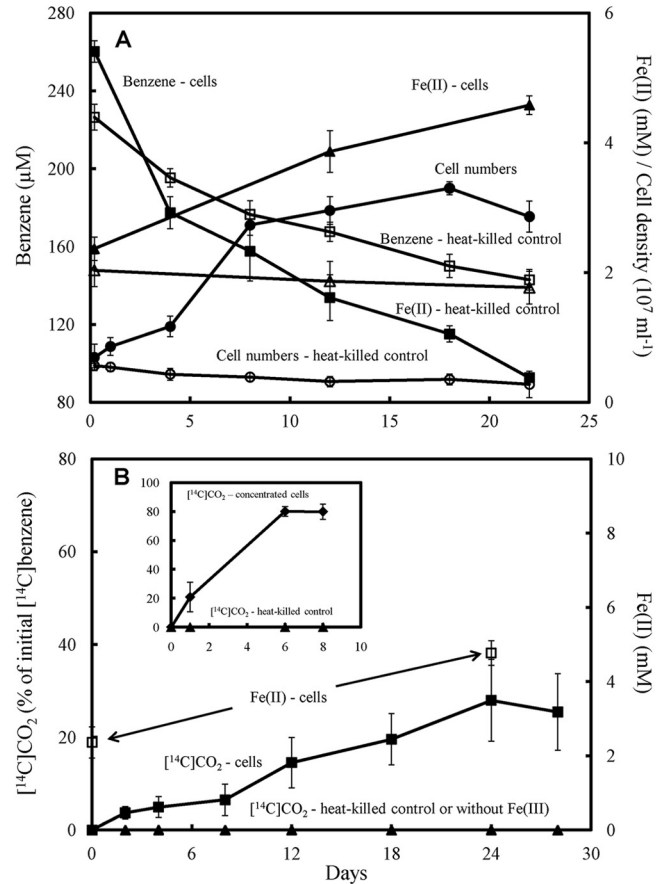 A
280
240
200
160
120
80
Benzene (µM)
6
4
2
0
Fe(II) (mM) / Cell density (10⁷ ml⁻¹)
Benzene - cells
Fe(II) - cells
Cell numbers
Benzene - heat-killed control
Fe(II) - heat-killed control
Cell numbers - heat-killed control
0 5 10 15 20 25
B
80
60
40
20
0
[¹⁴C]CO₂ (% of initial [¹⁴C]benzene)
10
8
6
4
2
0
Fe(II) (mM)
100
80
60
40
20
0
[¹⁴C]CO₂ – concentrated cells
[¹⁴C]CO₂ - heat-killed control
0 2 4 6 8 10
Fe(II) - cells
[¹⁴C]CO₂ - cells
[¹⁴C]CO₂ - heat-killed control or without Fe(III)
0 6 12 18 24 30
Days